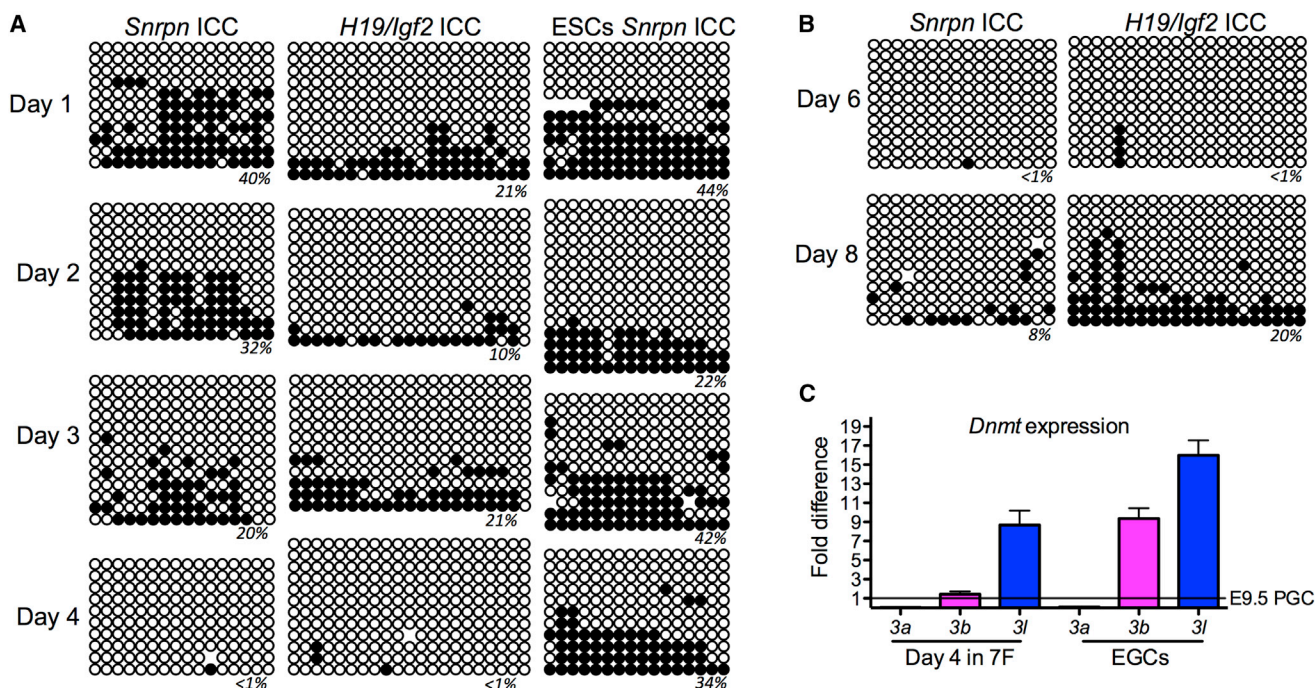 A
Snrpn ICC
H19/Igf2 ICC
ESCs Snrpn ICC
Day 1
40%
21%
44%
Day 2
32%
10%
22%
Day 3
20%
21%
42%
Day 4
<1%
<1%
34%
B
Snrpn ICC
H19/Igf2 ICC
Day 6
<1%
<1%
Day 8
8%
20%
C
Dnmt expression
Fold difference
19
17
15
13
11
9
7
5
3
1
E9.5 PGC
3a 3b 3l 3a 3b 3l
Day 4 in 7F
EGCs